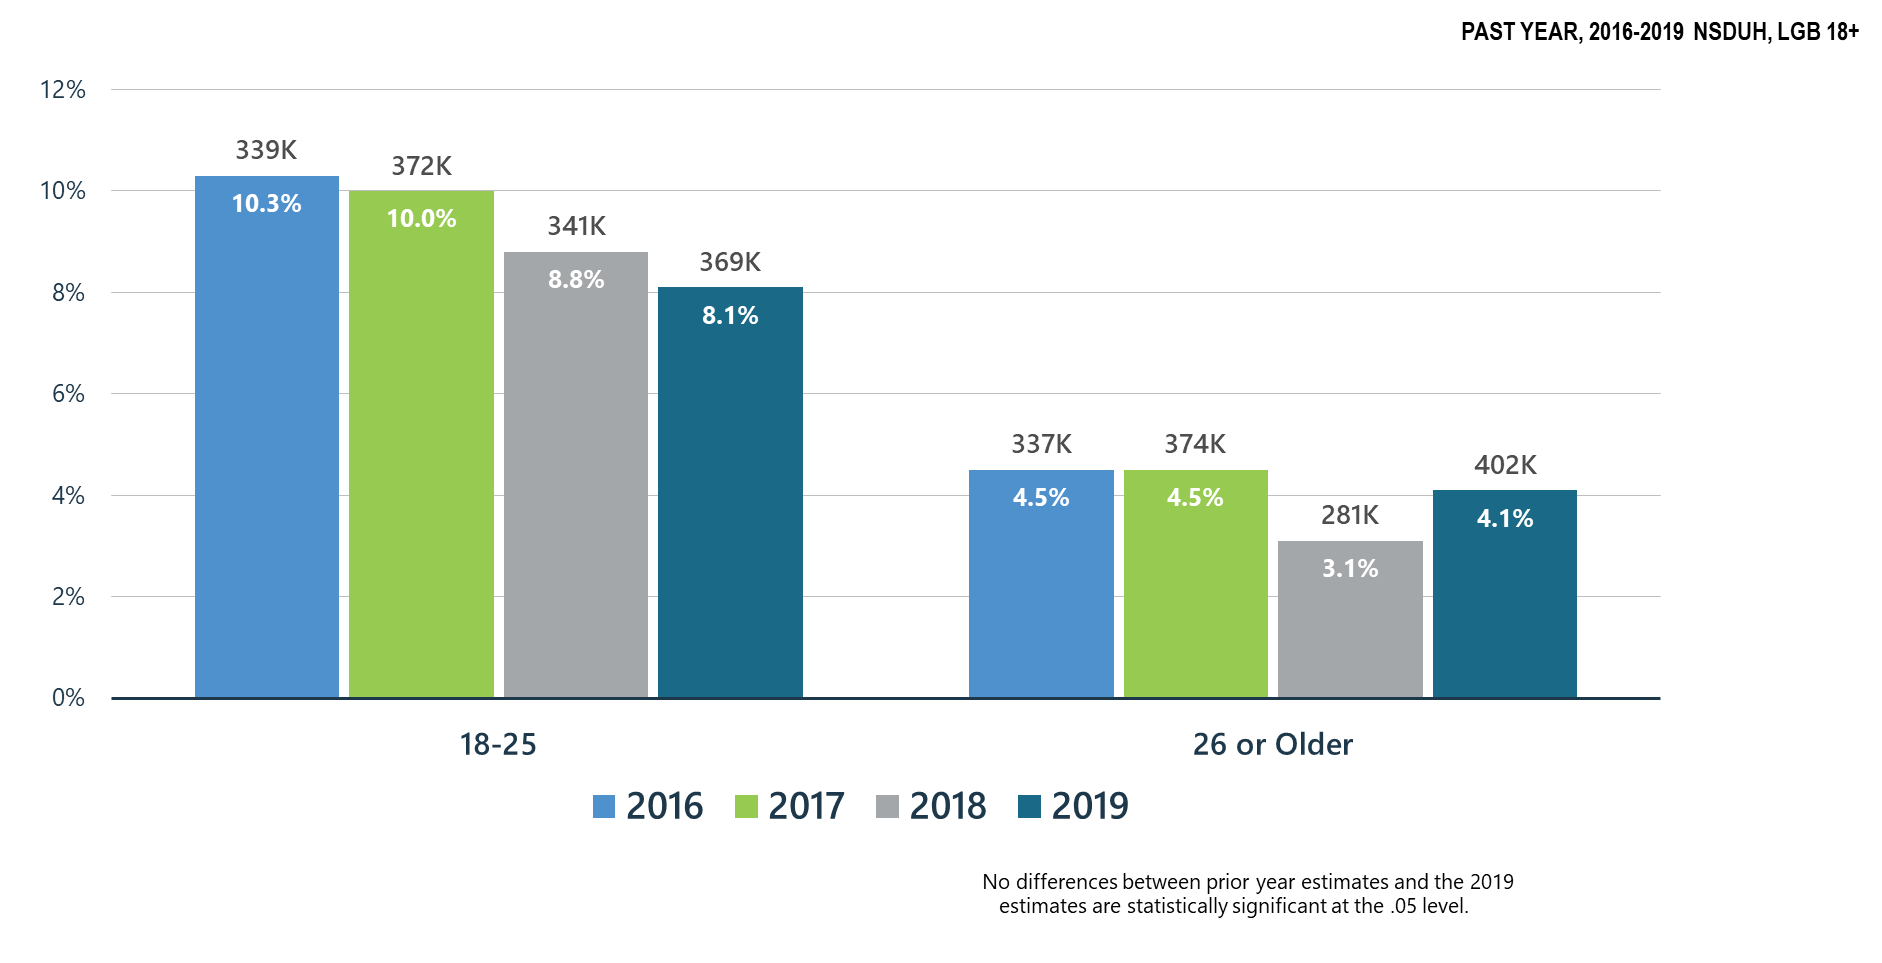 PAST YEAR, 2016-2019 NSDUH, LGB 18+
12%
10%
8%
6%
4%
2%
0%
339K
10.3%
372K
10.0%
341K
8.8%
369K
8.1%
337K
4.5%
374K
4.5%
281K
3.1%
402K
4.1%
18-25
26 or Older
2016 2017 2018 2019
No differences between prior year estimates and the 2019
estimates are statistically significant at the .05 level.